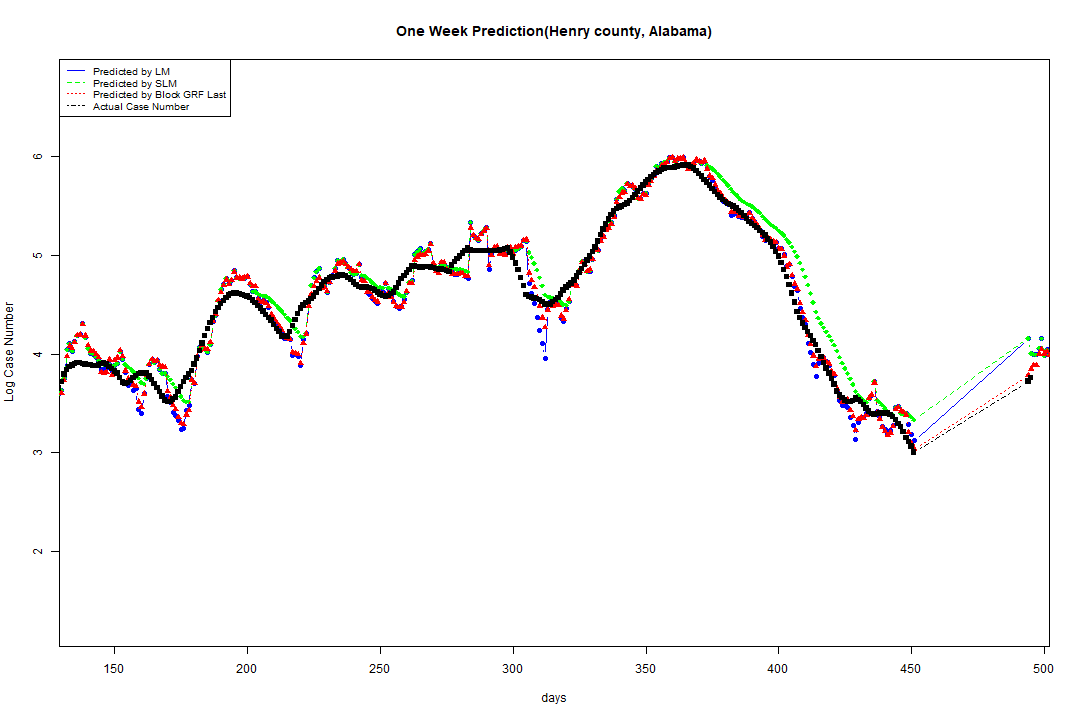 One Week Prediction(Henry county, Alabama)
Predicted by LM
Predicted by SLM
Predicted by Block GRF Last
Actual Case Number
6
5
4
3
2
Log Case Number
150 200 250 300 350 400 450 500
days